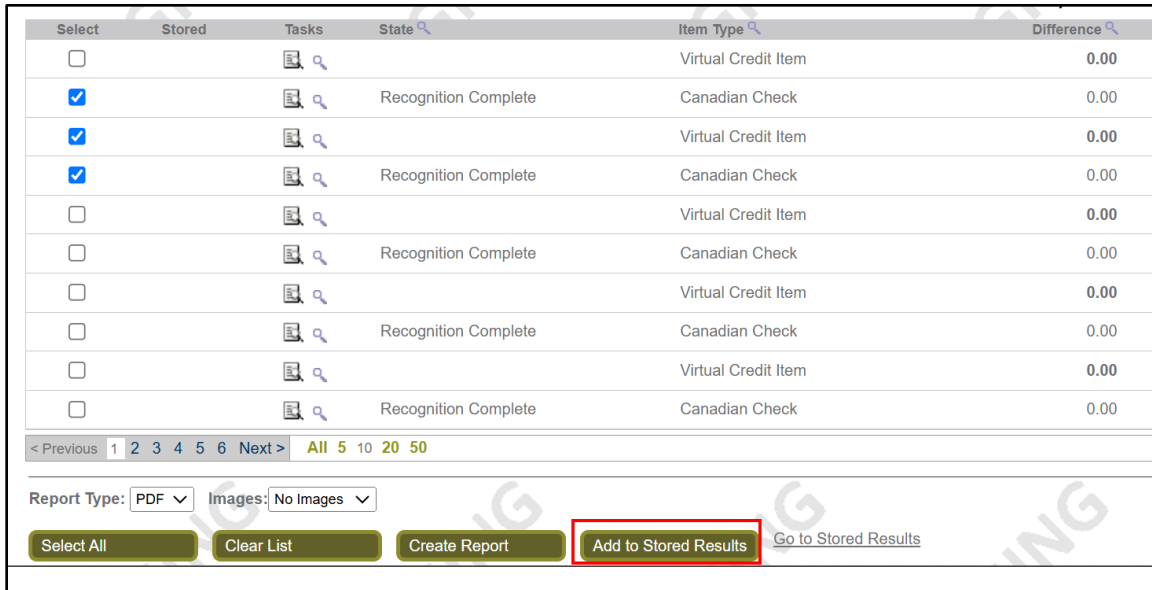 Select Stored Tasks State Item Type Difference
Virtual Credit Item 0.00
Recognition Complete Canadian Check 0.00
Virtual Credit Item 0.00
Recognition Complete Canadian Check 0.00
Virtual Credit Item 0.00
Recognition Complete Canadian Check 0.00
Virtual Credit Item 0.00
Recognition Complete Canadian Check 0.00
Virtual Credit Item 0.00
Recognition Complete Canadian Check 0.00
< Previous 1 2 3 4 5 6 Next > All 5 10 20 50
Report Type: PDF Images: No Images
Select All Clear List Create Report Add to Stored Results Go to Stored Results